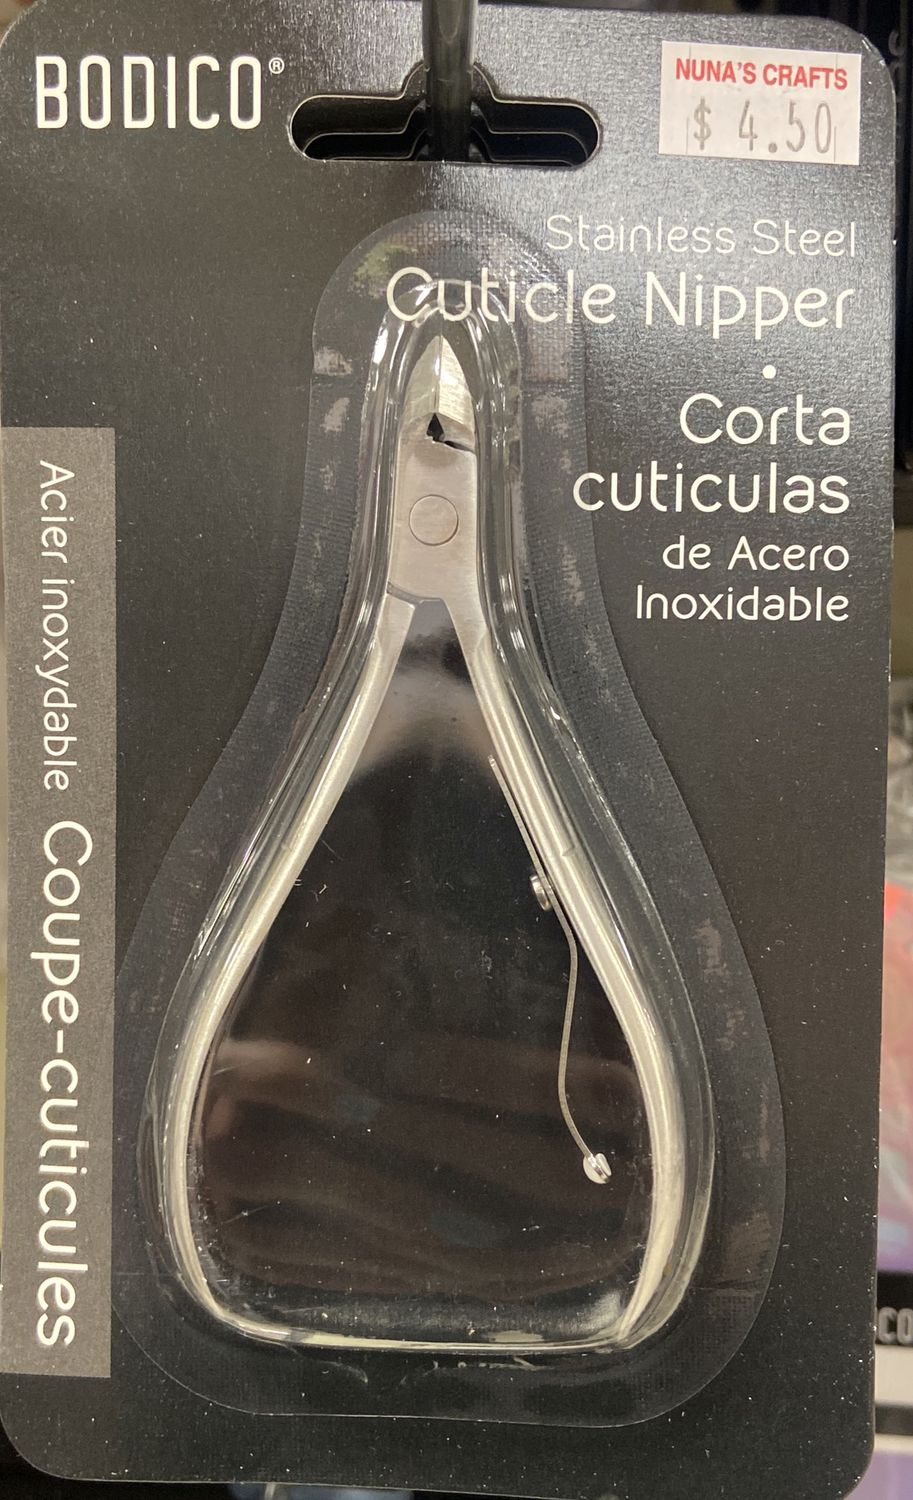 BODICO®
NUNA'S CRAFTS
$ 4.50
Stainless Steel
Cuticle Nipper
•
Corta
cuticulas
de Acero
Inoxidable
Acier inoxydable Coupe-cuticules